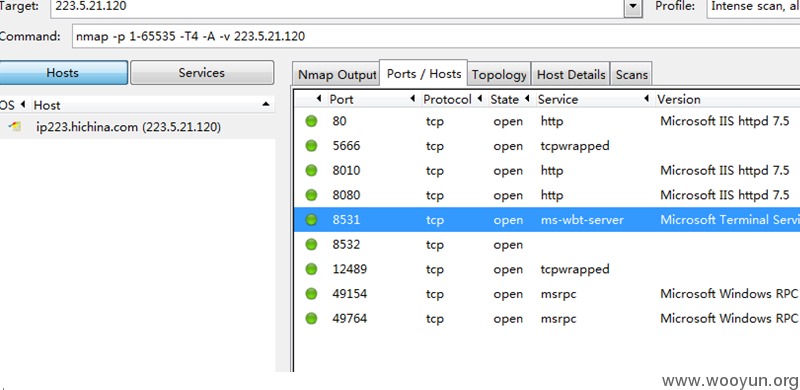 Target: 223.5.21.120 Profile: Intense scan, al
Command: nmap -p 1-65535 -T4 -A -v 223.5.21.120
Hosts Services Nmap Output Ports / Hosts Topology Host Details Scans
OS Host Port Protocol State Service Version
ip223.hichina.com (223.5.21.120)
80 tcp open http Microsoft IIS httpd 7.5
5666 tcp open tcpwrapped
8010 tcp open http Microsoft IIS httpd 7.5
8080 tcp open http Microsoft IIS httpd 7.5
8531 tcp open ms-wbt-server Microsoft Terminal Servi
8532 tcp open
12489 tcp open tcpwrapped
49154 tcp open msrpc Microsoft Windows RPC
49764 tcp open msrpc Microsoft Windows RPC
www.wooyun.org